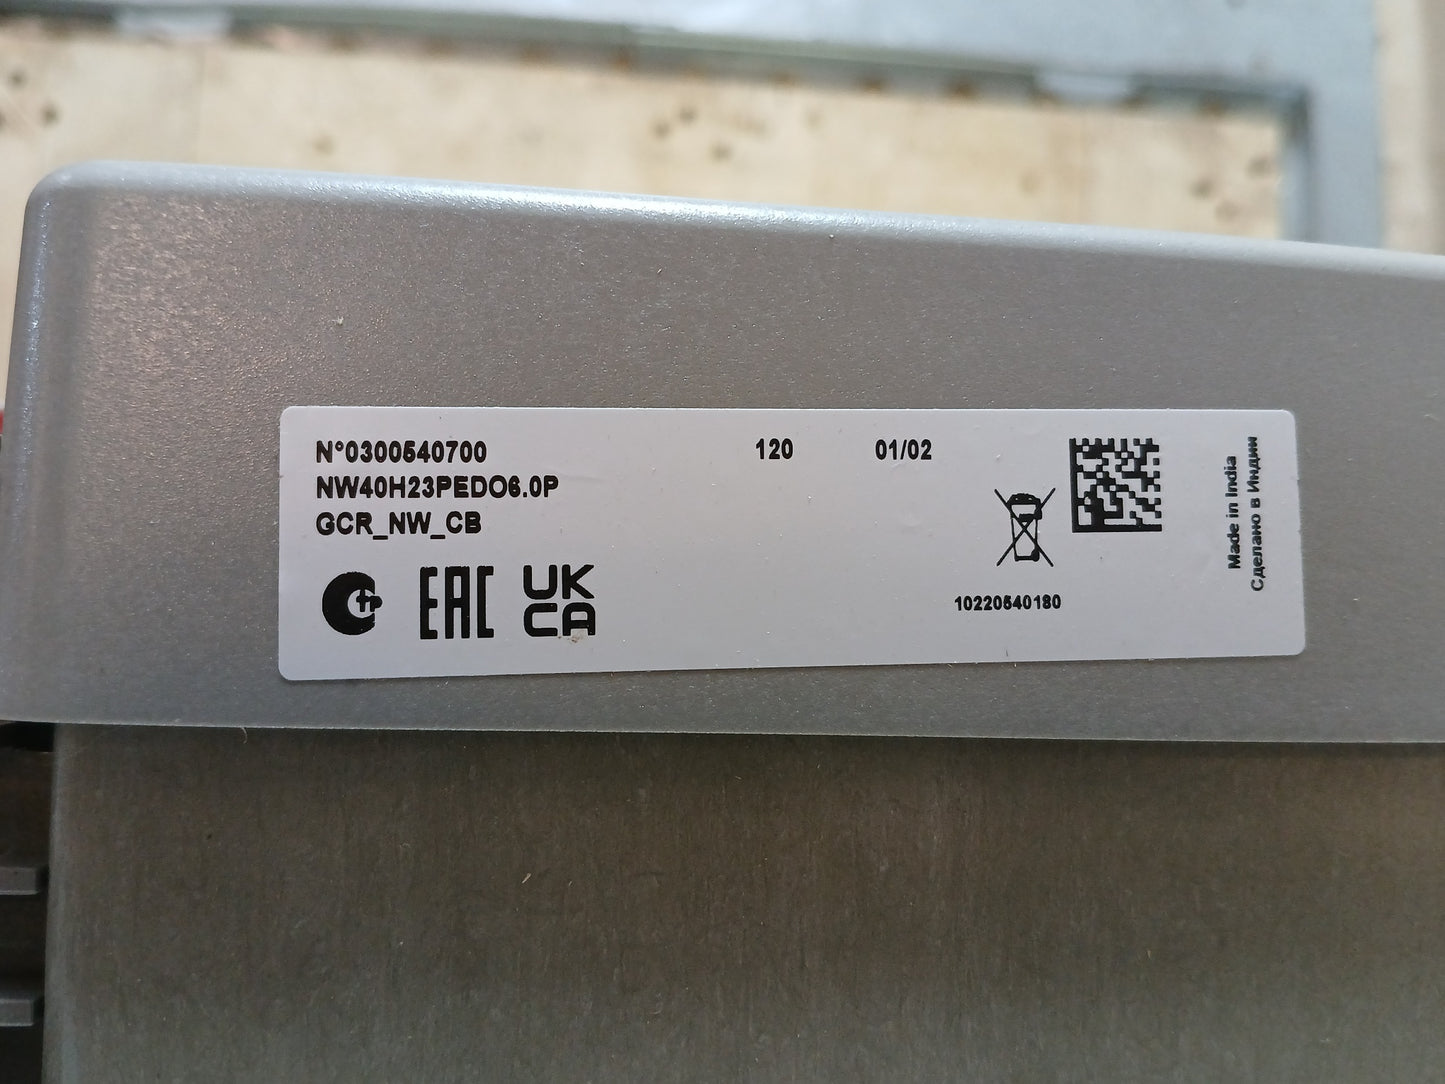 N°0300540700 120 01/02
NW40H23PEDO6.0P
GCR_NW_CB
EAC
UK
CA
10220540180
Made in India
Сделано в Индии